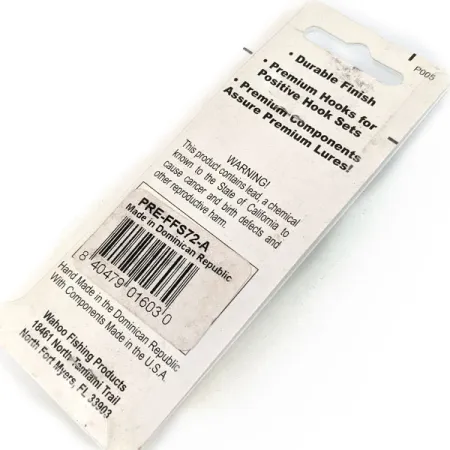 P005
• Durable Finish
• Premium Hooks for
Positive Hook Sets
• Premium Components
Assure Premium Lures!
WARNING!
This product contains lead, a chemical
known to the State of California to
cause cancer and birth defects and
other reproductive harm.
PRE-FFS72-A
Made in Dominican Republic
8 40479 01603 0
Hand Made in the Dominican Republic
With Components Made in the U.S.A.
Wahoo Fishing Products
18461 North Tamiami Trail
North Fort Myers, FL 33903